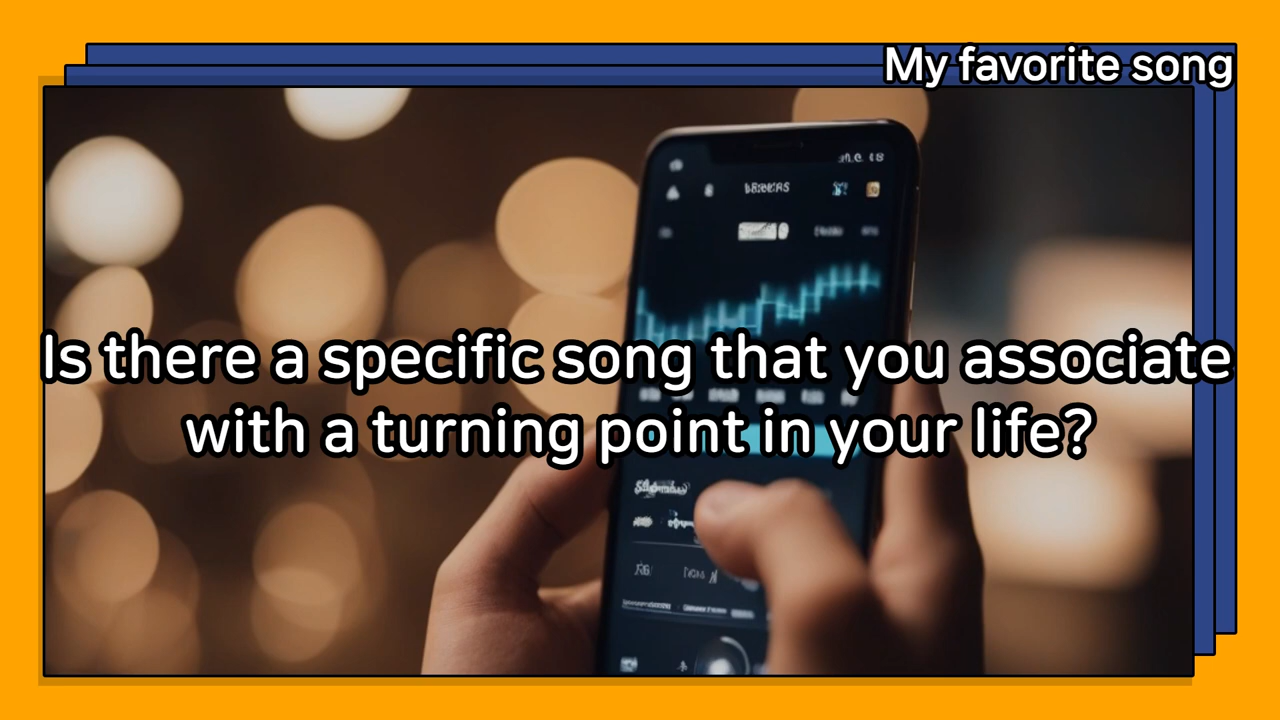 My favorite song
Is there a specific song that you associate
with a turning point in your life?